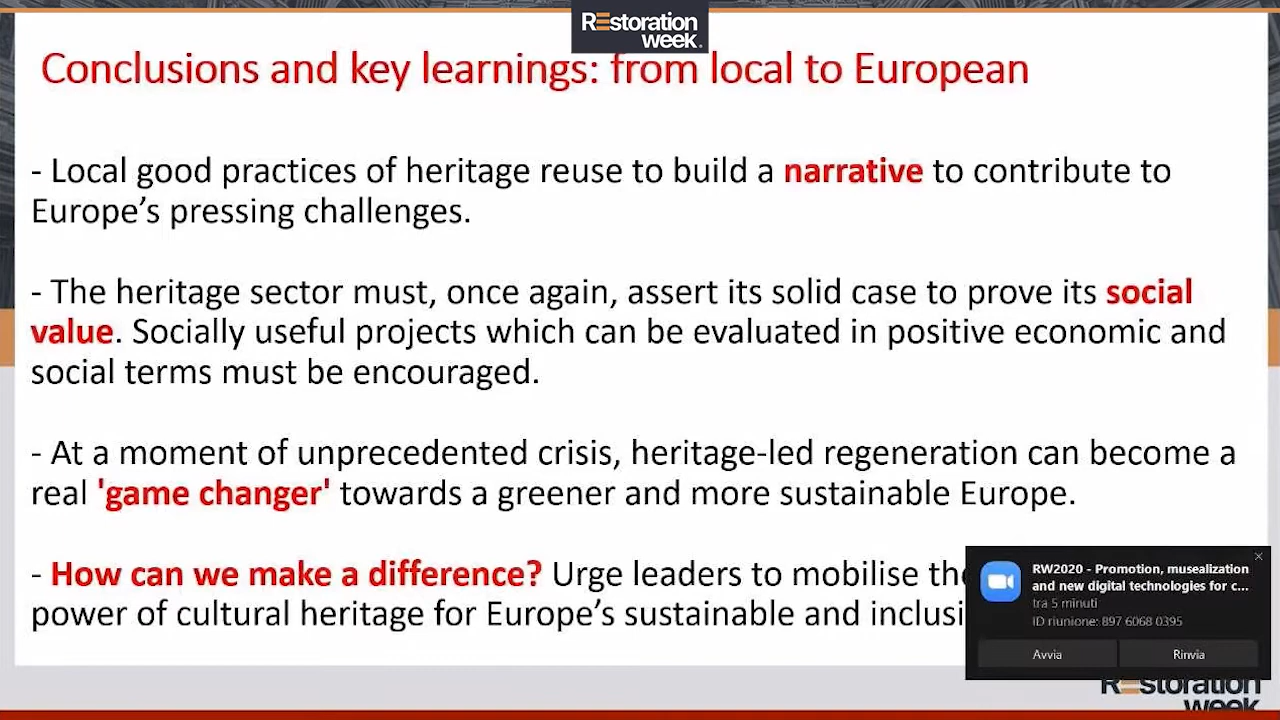 REstoration
week.
Conclusions and key learnings: from local to European
- Local good practices of heritage reuse to build a narrative to contribute to
Europe's pressing challenges.
- The heritage sector must, once again, assert its solid case to prove its social
value. Socially useful projects which can be evaluated in positive economic and
social terms must be encouraged.
- At a moment of unprecedented crisis, heritage-led regeneration can become a
real 'game changer' towards a greener and more sustainable Europe.
- How can we make a difference? Urge leaders to mobilise the
power of cultural heritage for Europe's sustainable and inclusi
RW2020 - Promotion, musealization
and new digital technologies for c...
tra 5 minuti
ID riunione: 897 6068 0395
Avvia Rinvia
REstoration
week